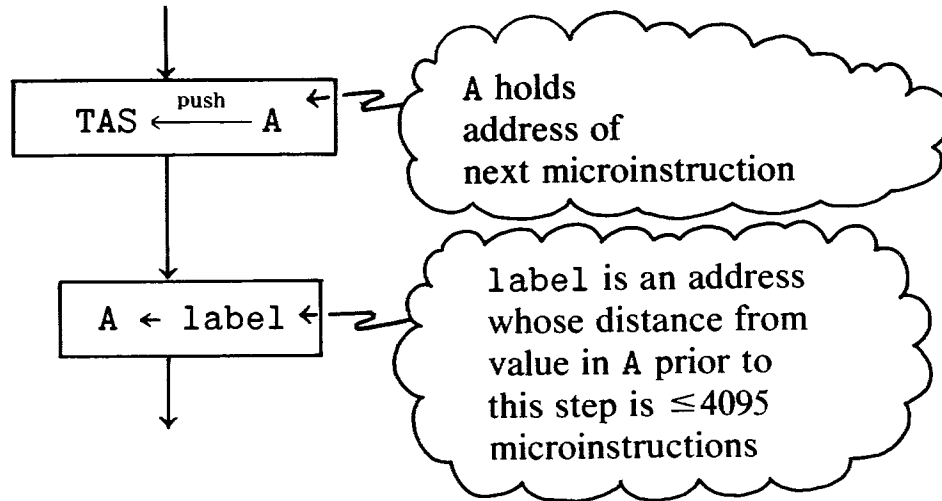 push
TAS ← A
A holds
address of
next microinstruction
A ← label
label is an address
whose distance from
value in A prior to
this step is ≤4095
microinstructions